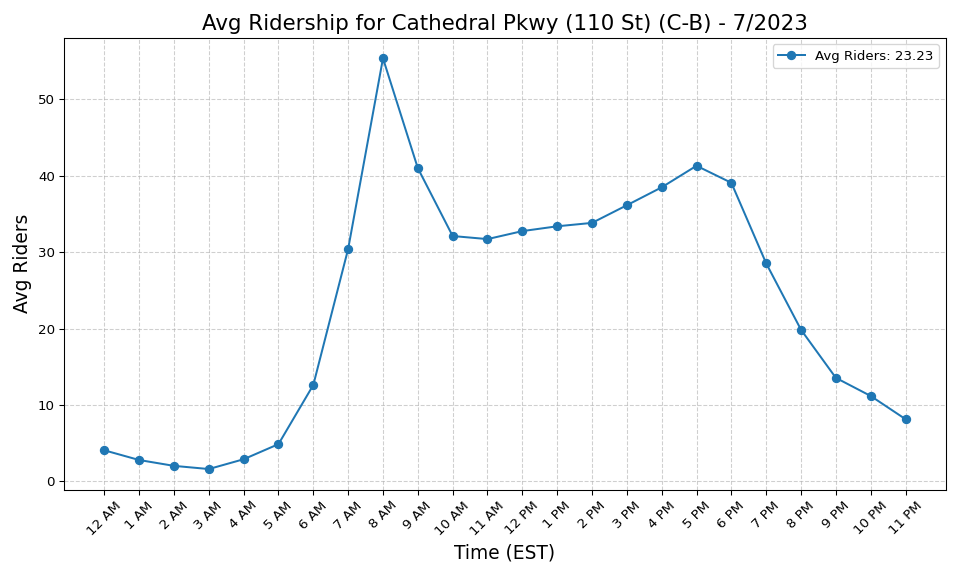 Avg Ridership for Cathedral Pkwy (110 St) (C-B) - 7/2023
Avg Riders: 23.23
Avg Riders
50
40
30
20
10
0
12 AM
1 AM
2 AM
3 AM
4 AM
5 AM
6 AM
7 AM
8 AM
9 AM
10 AM
11 AM
12 PM
1 PM
2 PM
3 PM
4 PM
5 PM
6 PM
7 PM
8 PM
9 PM
10 PM
11 PM
Time (EST)